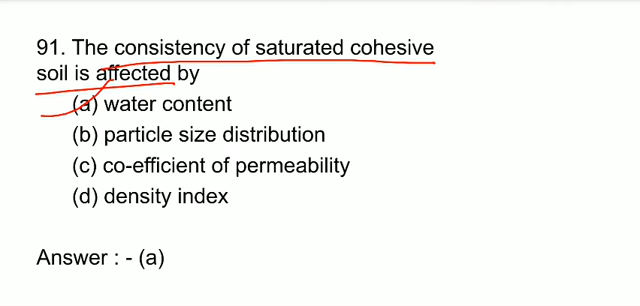 91. The consistency of saturated cohesive
soil is affected by
(a) water content
(b) particle size distribution
(c) co-efficient of permeability
(d) density index
Answer : - (a)